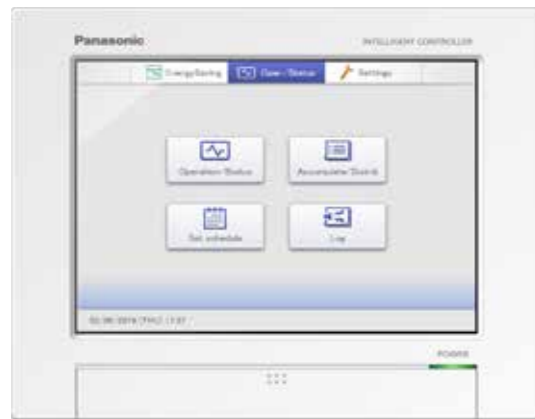 Panasonic
INTELLIGENT CONTROLLER
Energy Saving
Oper./Status
Settings
Operation Status
Accumulate Distrib
Set schedule
Log
POWER